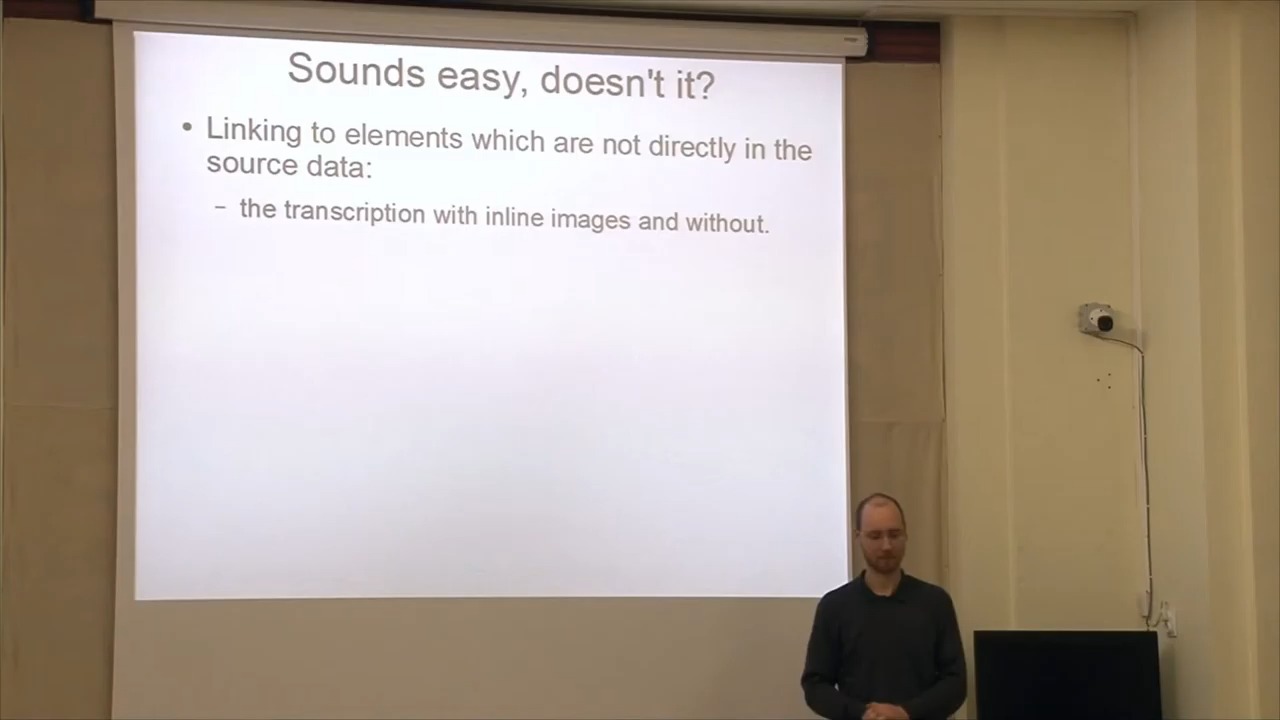 Sounds easy, doesn't it?
• Linking to elements which are not directly in the
source data:
– the transcription with inline images and without.